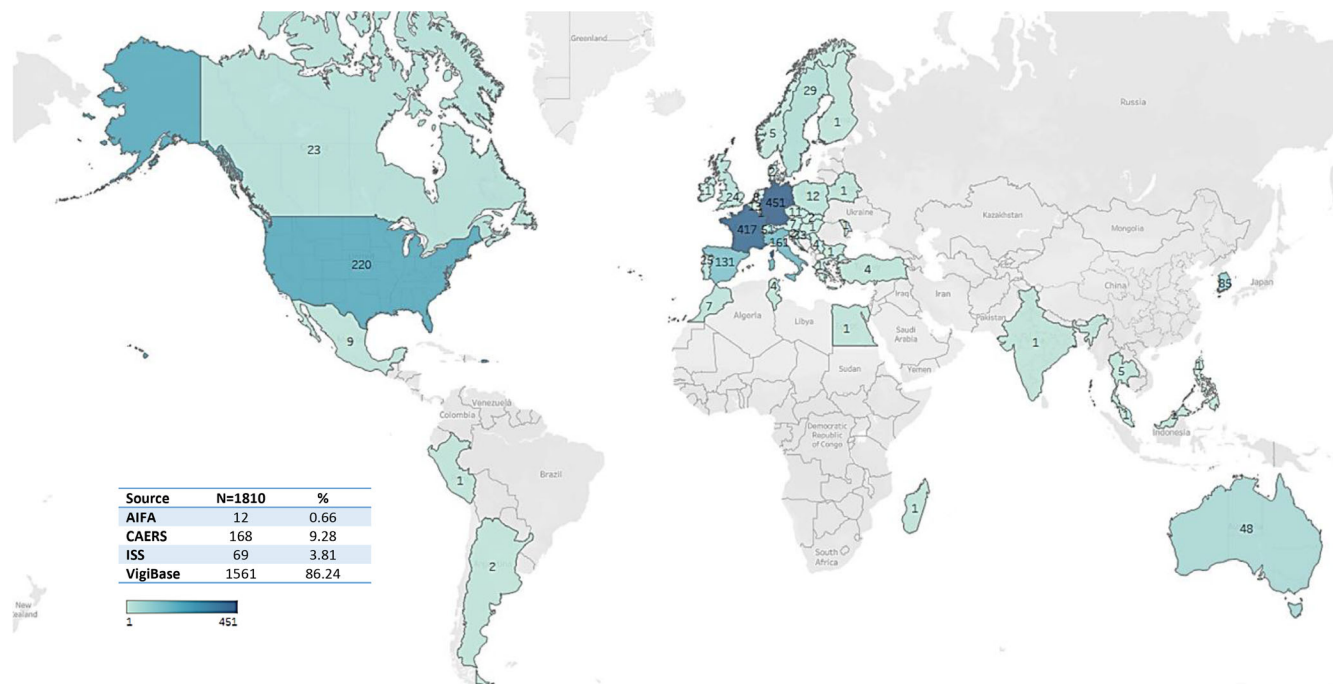 Greenland
Russia
29
1
5
23
24
12
1
451
Ukraine
Kazakhstan
Mongolia
417
161
220
25
131
4
85
Japan
China
4
Iraq
Iran
7
Algeria
Libya
1
Pakistan
Saudi
Arabia
9
1
Sudan
Yemen
5
Venezuela
Colombia
Democratic
Republic
of Congo
Indonesia
Brazil
1
1
South
Africa
48
2
Source N=1810 %
AIFA 12 0.66
CAERS 168 9.28
ISS 69 3.81
VigiBase 1561 86.24
New
1 451